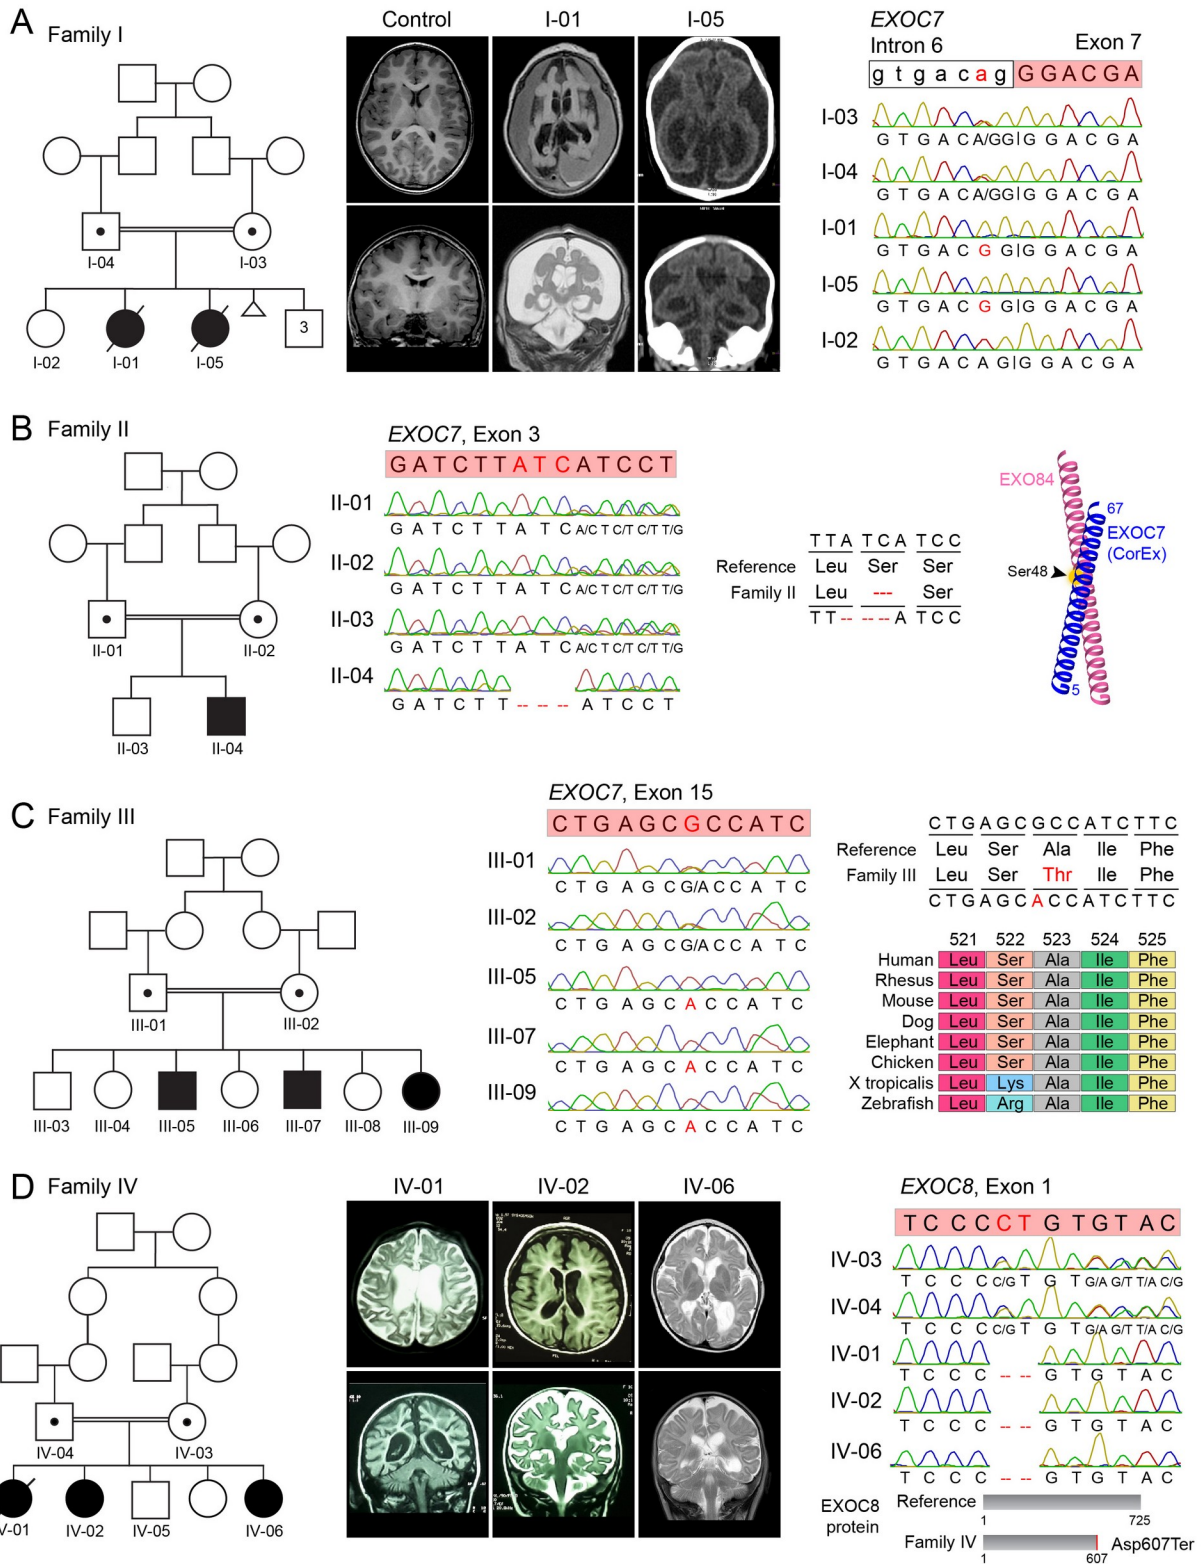 A
Family I
Control
I-01
I-05
EXOC7
Intron 6
Exon 7
g t g a c a g G G A C G A
I-03
G T G A C A/G G | G G A C G A
I-04
G T G A C A/G G | G G A C G A
I-01
G T G A C G G | G G A C G A
I-05
G T G A C G G | G G A C G A
I-02
G T G A C A G | G G A C G A
I-04
I-03
3
I-02
I-01
I-05
B
Family II
EXOC7, Exon 3
G A T C T T A T C A T C C T
II-01
G A T C T T A T C A/C T C/T C/T T/G
II-02
G A T C T T A T C A/C T C/T C/T T/G
II-03
G A T C T T A T C A/C T C/T C/T T/G
II-04
G A T C T T -- -- -- A T C C T
II-01
II-02
II-03
II-04
T T A T C A T C C
Reference Leu Ser Ser
Family II Leu --- Ser
T T -- -- -- A T C C
EXO84
67
EXOC7
(CorEx)
Ser48
5
C
Family III
EXOC7, Exon 15
C T G A G C G C C A T C
III-01
C T G A G C G/A C C A T C
III-02
C T G A G C G/A C C A T C
III-05
C T G A G C A C C A T C
III-07
C T G A G C A C C A T C
III-09
C T G A G C A C C A T C
III-01
III-02
III-03
III-04
III-05
III-06
III-07
III-08
III-09
C T G A G C G C C A T C T T C
Reference Leu Ser Ala Ile Phe
Family III Leu Ser Thr Ile Phe
C T G A G C A C C A T C T T C
521 522 523 524 525
Human Leu Ser Ala Ile Phe
Rhesus Leu Ser Ala Ile Phe
Mouse Leu Ser Ala Ile Phe
Dog Leu Ser Ala Ile Phe
Elephant Leu Ser Ala Ile Phe
Chicken Leu Ser Ala Ile Phe
X tropicalis Leu Lys Ala Ile Phe
Zebrafish Leu Arg Ala Ile Phe
D
Family IV
IV-01
IV-02
IV-06
EXOC8, Exon 1
T C C C C T G T G T A C
IV-03
T C C C C/G T G T G/A G/T T/A C/G
IV-04
T C C C C/G T G T G/A G/T T/A C/G
IV-01
T C C C -- -- G T G T A C
IV-02
T C C C -- -- G T G T A C
IV-06
T C C C -- -- G T G T A C
IV-04
IV-03
V-01
IV-02
IV-05
IV-06
EXOC8
protein
Reference
1
725
Family IV
Asp607Ter
1
607